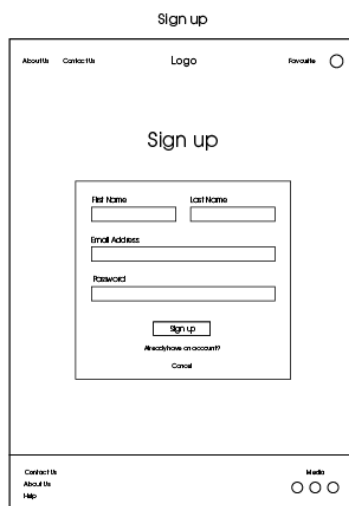 Sign up
About Us Contact Us Logo Favourite
Sign up
First Name Last Name
Email Address
Password
Sign up
Already have an account?
Cancel
Contact Us Media
About Us
Help